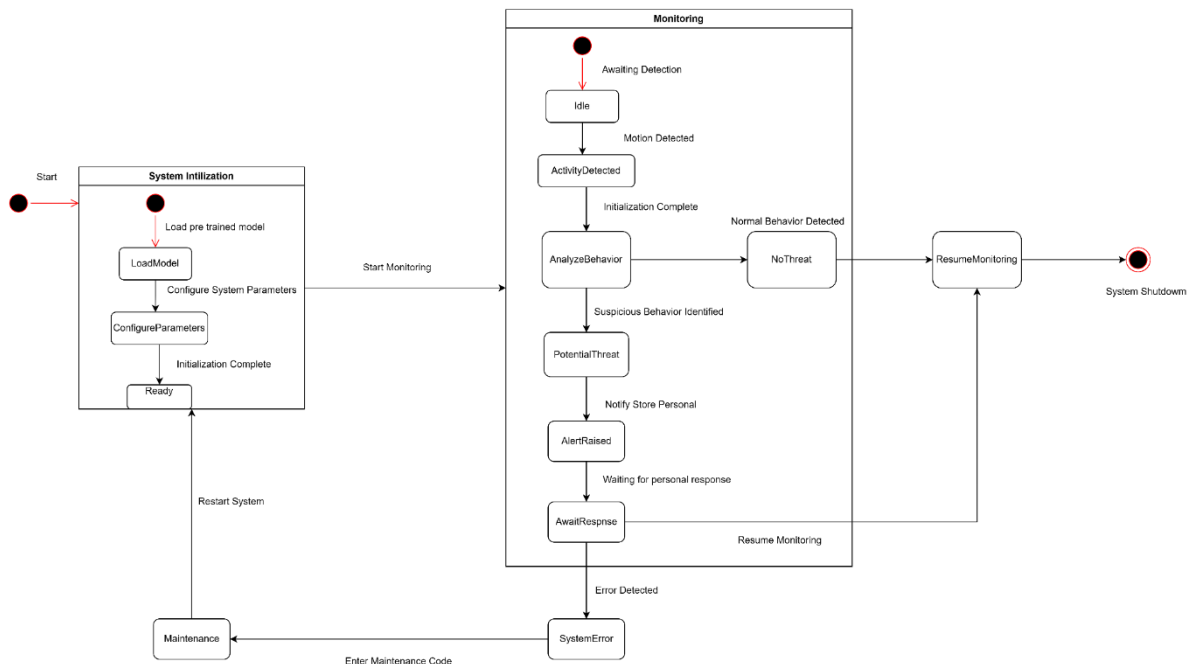 Monitoring
Awaiting Detection
Idle
Motion Detected
ActivityDetected
Initialization Complete
Normal Behavior Detected
AnalyzeBehavior
NoThreat
ResumeMonitoring
System Shutdowm
Suspicious Behavior Identified
PotentialThreat
Notify Store Personal
AlertRaised
Waiting for personal response
AwaitRespnse
Resume Monitoring
Error Detected
SystemError
Start
System Intilization
Load pre trained model
LoadModel
Configure System Parameters
ConfigureParameters
Initialization Complete
Ready
Start Monitoring
Restart System
Maintenance
Enter Maintenance Code